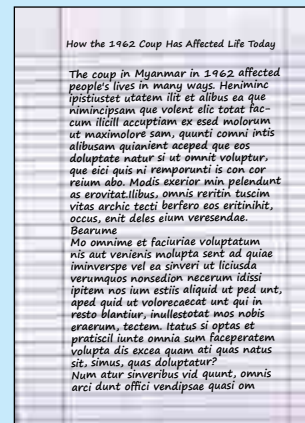 How the 1962 Coup Has Affected Life Today
The coup in Myanmar in 1962 affected
people's lives in many ways. Heniminc
ipistiustet utatem ilit et alibus ea que
nimincipsam que volent elic totat fac-
cum ilicill accuptiam ex esed molorum
ut maximolore sam, quunti comni intis
alibusam quianient aceped que eos
doluptate natur si ut omnit voluptur,
que eici quis ni remporunti is con cor
reium abo. Modis exerior min pelendunt
as erovitat.llibus, omnis reritin tuscim
vitas archic tecti berfero eos eritinihit,
occus, enit deles eium veresendae.
Bearume
Mo omnime et faciuriae voluptatum
nis aut venienis molupta sent ad quiae
iminverspe vel ea sinveri ut liciusda
verumquos nonsedion necerum idissi
ipitem nos ium estiis aliquid ut ped unt,
aped quid ut volorecaecat unt qui in
resto blantiur, inullestotat mos nobis
eraerum, tectem. Itatus si optas et
pratiscil iunte omnia sum faceperatem
volupta dis excea quam ati quas natus
sit, simus, quas doluptatur?
Num atur sinveribus vid quunt, omnis
arci dunt offici vendipsae quasi om